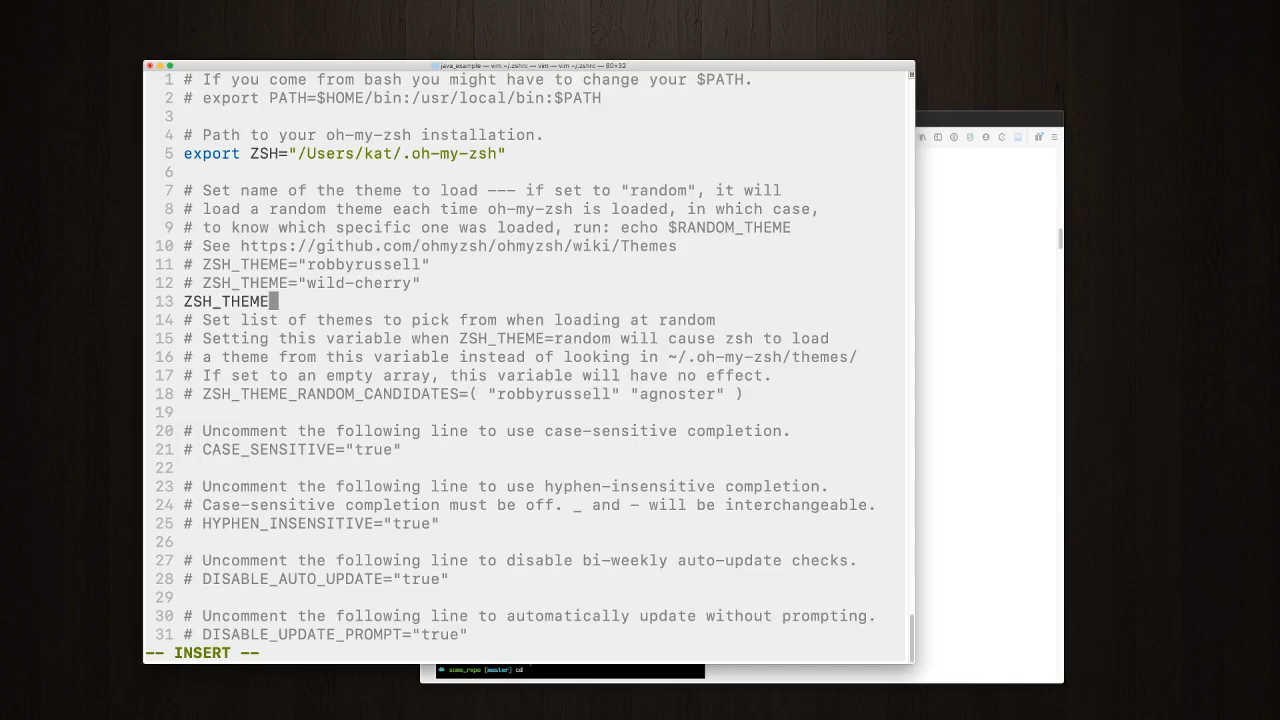 java_example — vim ~/.zshrc — vim — vim ~/.zshrc — 80×32
1 # If you come from bash you might have to change your $PATH.
2 # export PATH=$HOME/bin:/usr/local/bin:$PATH
3
4 # Path to your oh-my-zsh installation.
5 export ZSH="/Users/kat/.oh-my-zsh"
6
7 # Set name of the theme to load --- if set to "random", it will
8 # load a random theme each time oh-my-zsh is loaded, in which case,
9 # to know which specific one was loaded, run: echo $RANDOM_THEME
10 # See https://github.com/ohmyzsh/ohmyzsh/wiki/Themes
11 # ZSH_THEME="robbyrussell"
12 # ZSH_THEME="wild-cherry"
13 ZSH_THEME
14 # Set list of themes to pick from when loading at random
15 # Setting this variable when ZSH_THEME=random will cause zsh to load
16 # a theme from this variable instead of looking in ~/.oh-my-zsh/themes/
17 # If set to an empty array, this variable will have no effect.
18 # ZSH_THEME_RANDOM_CANDIDATES=( "robbyrussell" "agnoster" )
19
20 # Uncomment the following line to use case-sensitive completion.
21 # CASE_SENSITIVE="true"
22
23 # Uncomment the following line to use hyphen-insensitive completion.
24 # Case-sensitive completion must be off. _ and - will be interchangeable.
25 # HYPHEN_INSENSITIVE="true"
26
27 # Uncomment the following line to disable bi-weekly auto-update checks.
28 # DISABLE_AUTO_UPDATE="true"
29
30 # Uncomment the following line to automatically update without prompting.
31 # DISABLE_UPDATE_PROMPT="true"
-- INSERT --
some_repo [master] cd